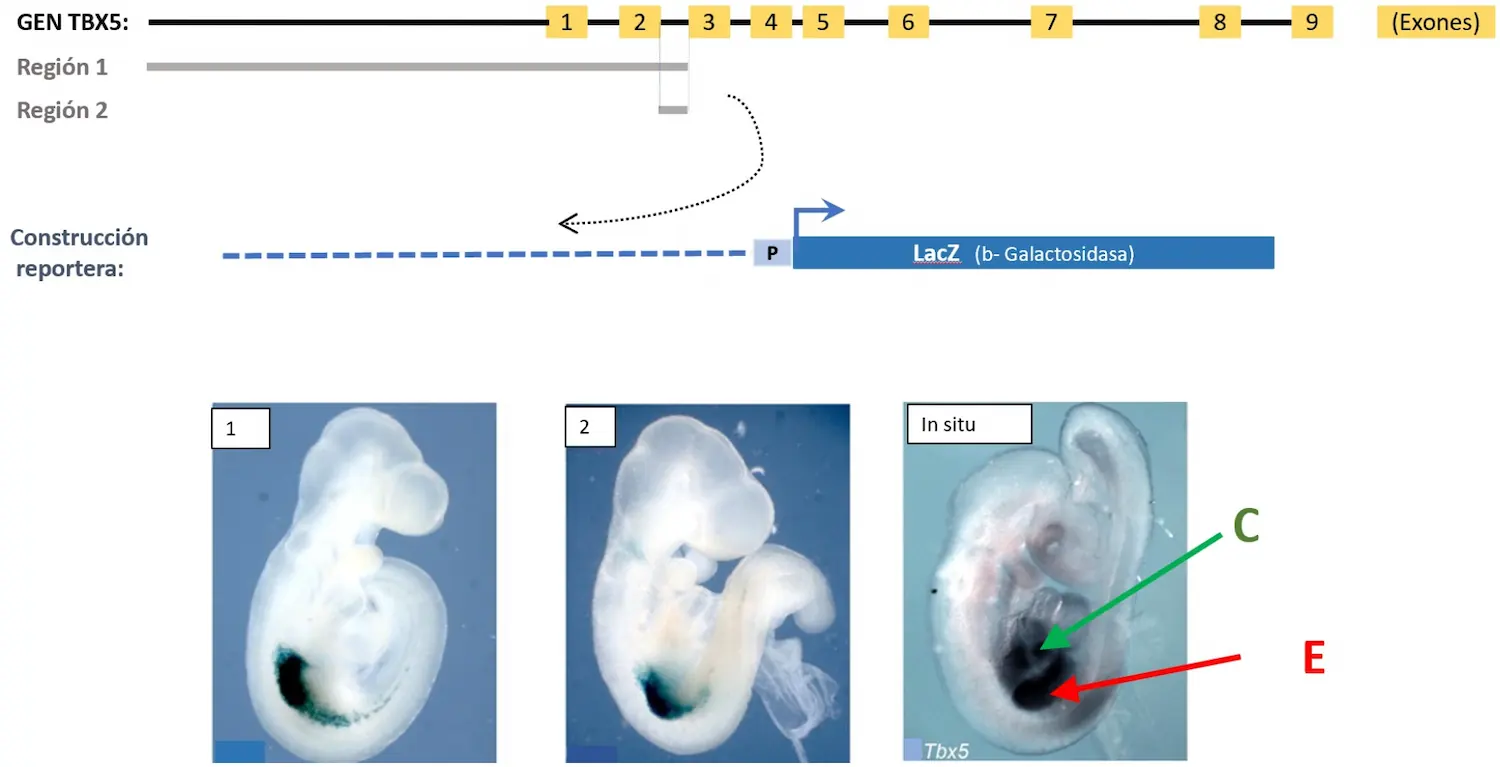 GEN TBX5: 1 2 3 4 5 6 7 8 9 (Exones)
Región 1
Región 2
Construcción
reportera:
P LacZ (b- Galactosidasa)
1
2
In situ
C
E
Tbx5